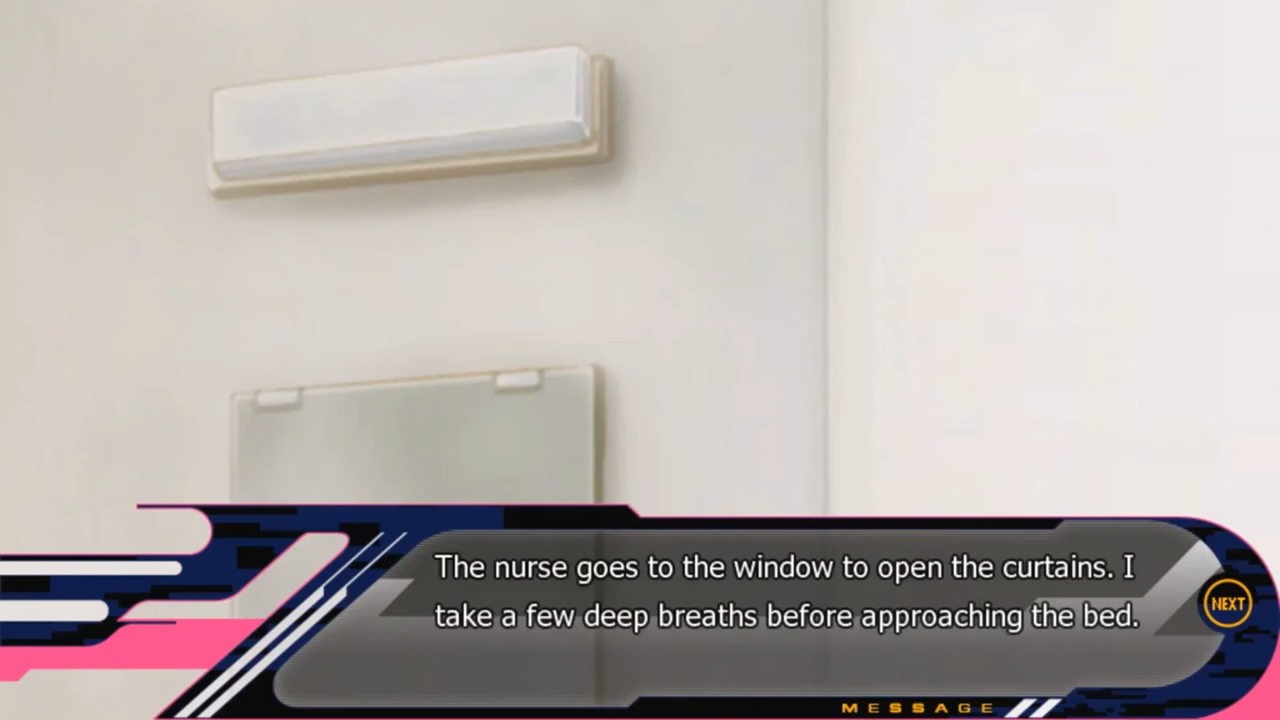 The nurse goes to the window to open the curtains. I
take a few deep breaths before approaching the bed.
NEXT
MESSAGE